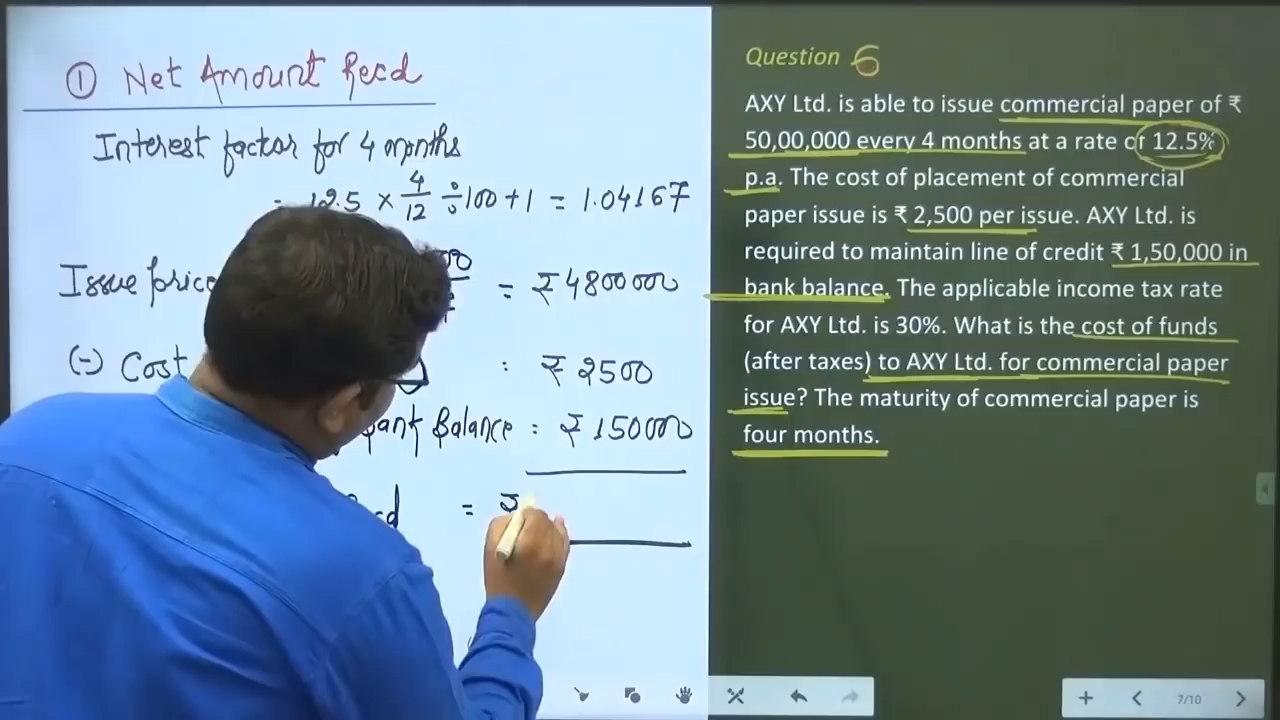 ① Net Amount Recd
Interest factor for 4 months
= 12.5 × 4/12 ÷ 100 + 1 = 1.04167
Issue price = ₹ 4800000
(-) Cost : ₹ 2500
Balance : ₹ 150000
= ₹
Question 6
AXY Ltd. is able to issue commercial paper of ₹
50,00,000 every 4 months at a rate of 12.5%
p.a. The cost of placement of commercial
paper issue is ₹ 2,500 per issue. AXY Ltd. is
required to maintain line of credit ₹ 1,50,000 in
bank balance. The applicable income tax rate
for AXY Ltd. is 30%. What is the cost of funds
(after taxes) to AXY Ltd. for commercial paper
issue? The maturity of commercial paper is
four months.
7/10